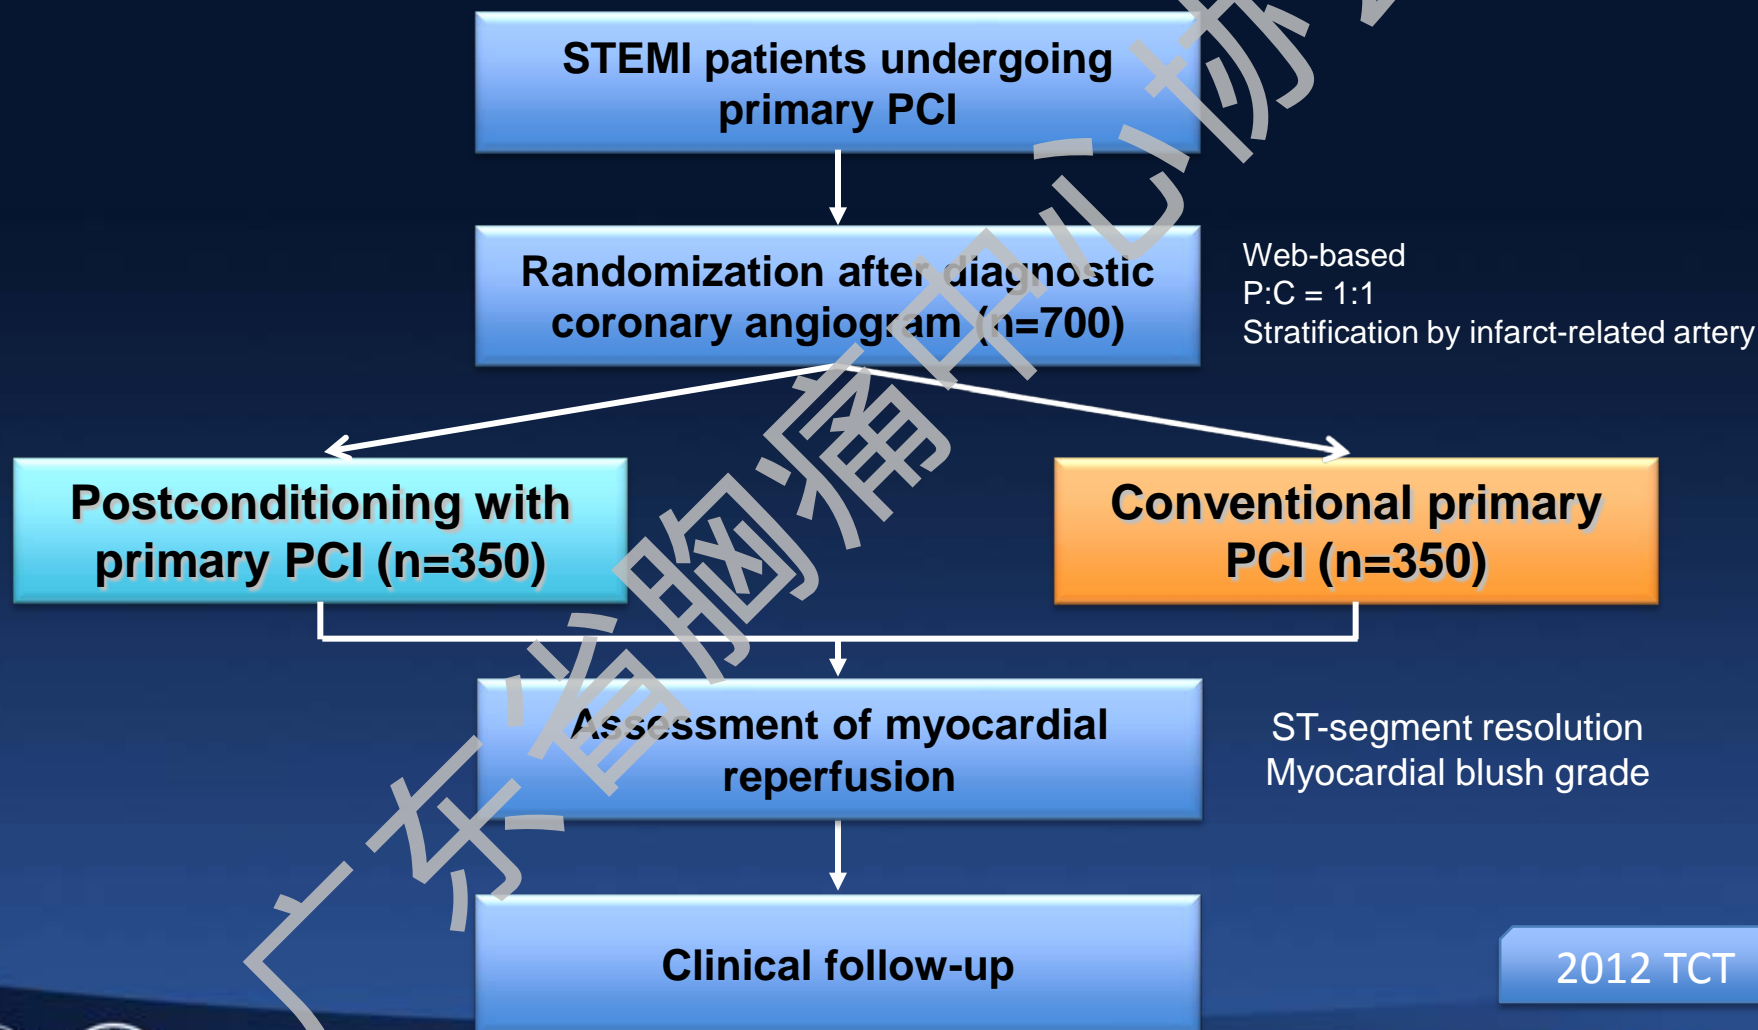 STEMI patients undergoing
primary PCI
Randomization after diagnostic
coronary angiogram (n=700)
Web-based
P:C = 1:1
Stratification by infarct-related artery
Postconditioning with
primary PCI (n=350)
Conventional primary
PCI (n=350)
Assessment of myocardial
reperfusion
ST-segment resolution
Myocardial blush grade
Clinical follow-up
2012 TCT
广东省胸痛中心协